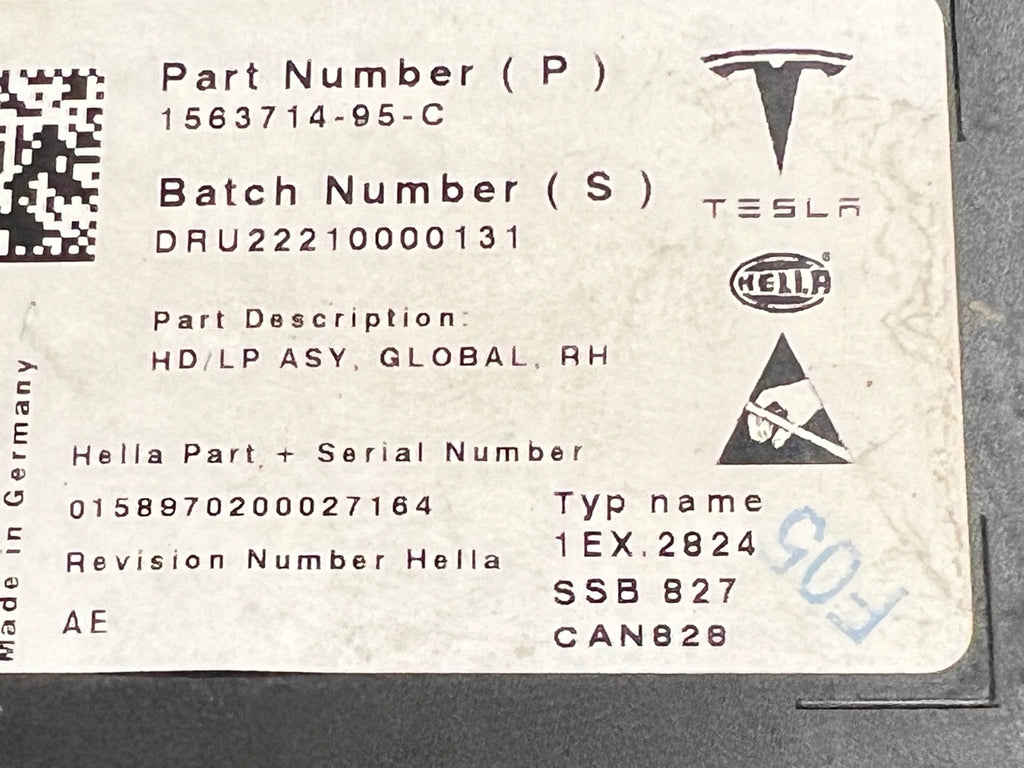 Part Number ( P )
1563714-95-C
TESLA
Batch Number ( S )
DRU22210000131
HELLA
Part Description:
HD/LP ASY, GLOBAL, RH
Made in Germany
Hella Part + Serial Number
0158970200027164
Typ name
1EX.2824
Revision Number Hella
SSB 827
AE
CAN828
F05